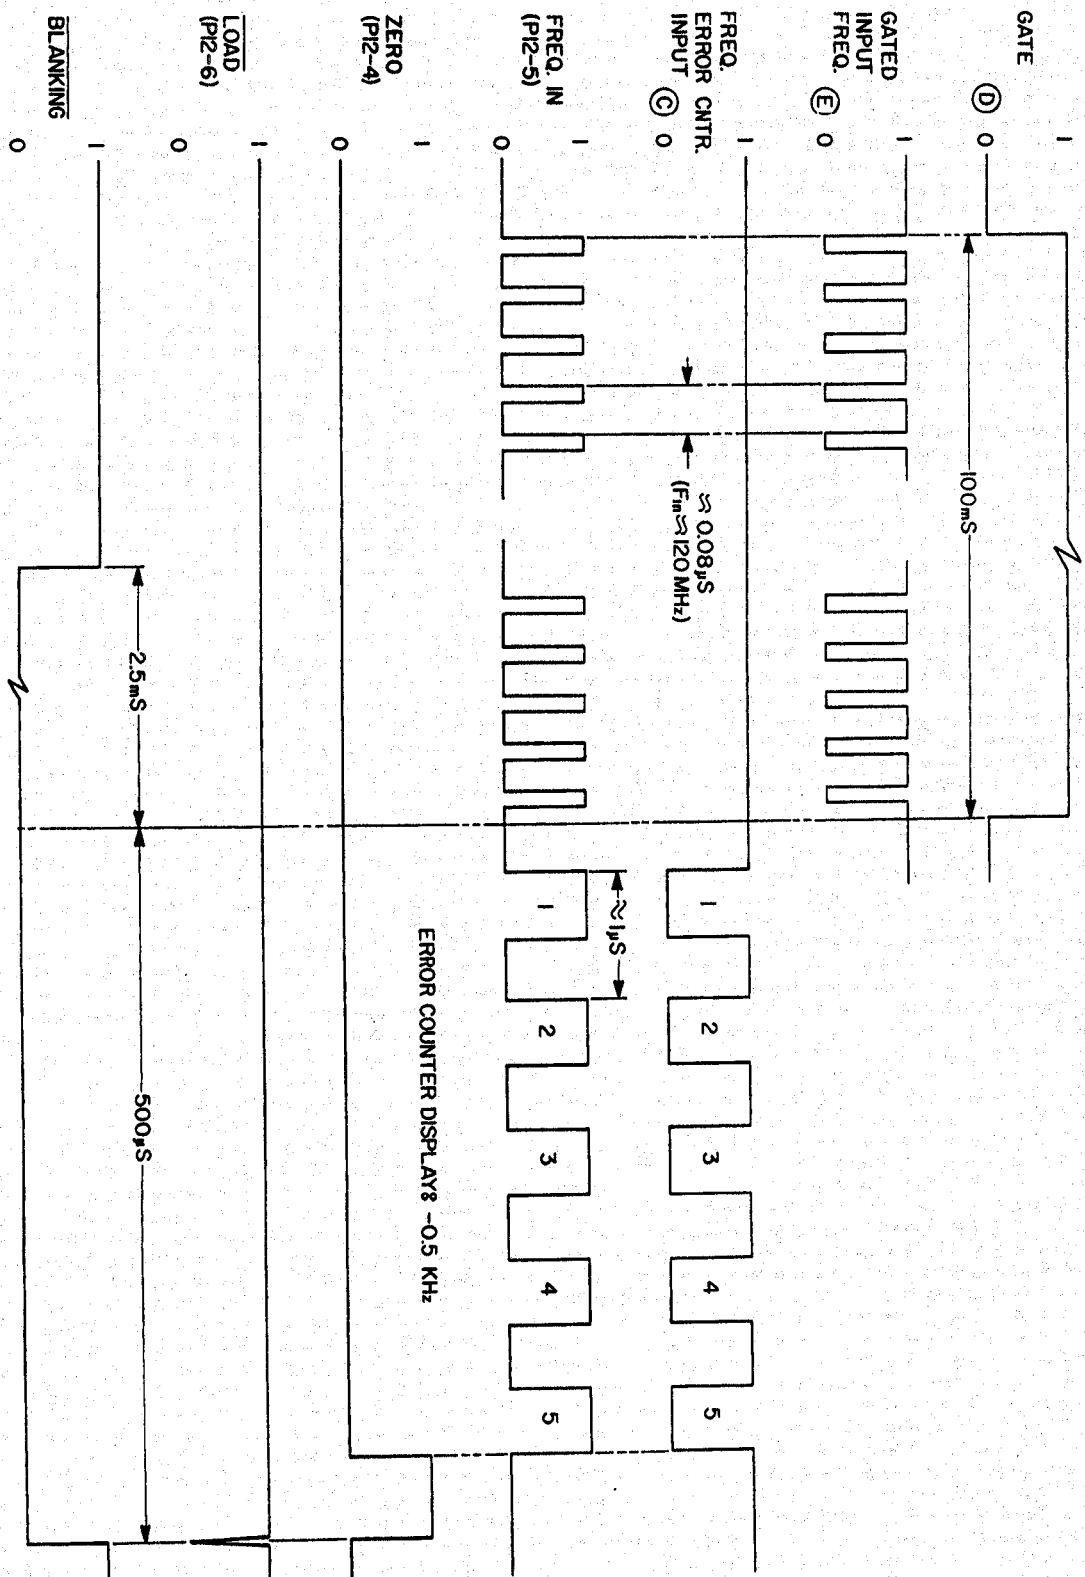 GATE
D
1
0
100mS
GATED
INPUT
FREQ.
E
1
0
FREQ.
ERROR CNTR.
INPUT
C
1
0
≈ 0.08µS
(Fin≈120 MHz)
1
2
3
4
5
FREQ. IN
(P12-5)
1
0
≈1µS
1
2
3
4
5
ERROR COUNTER DISPLAY: -0.5 KHz
ZERO
(P12-4)
1
0
LOAD
(P12-6)
1
0
2.5mS
500µS
BLANKING
1
0